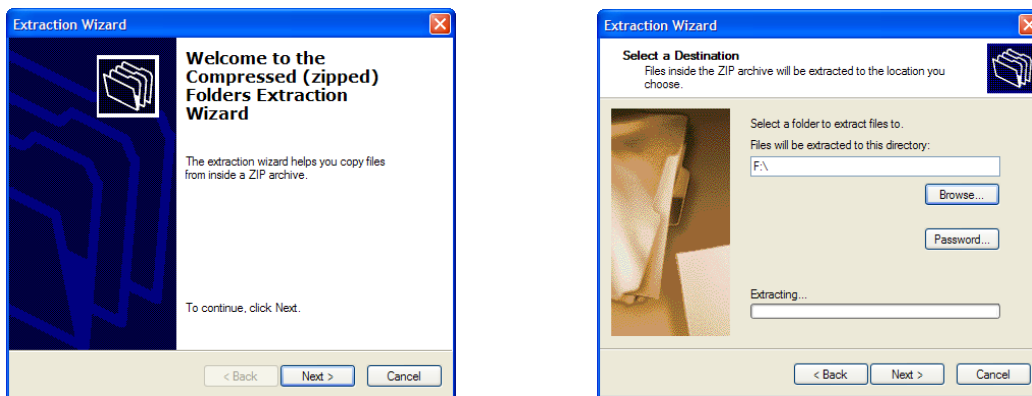 Extraction Wizard
Welcome to the
Compressed (zipped)
Folders Extraction
Wizard
The extraction wizard helps you copy files
from inside a ZIP archive.
To continue, click Next.
< Back
Next >
Cancel
Extraction Wizard
Select a Destination
Files inside the ZIP archive will be extracted to the location you
choose.
Select a folder to extract files to.
Files will be extracted to this directory:
F:\
Browse...
Password...
Extracting...
< Back
Next >
Cancel